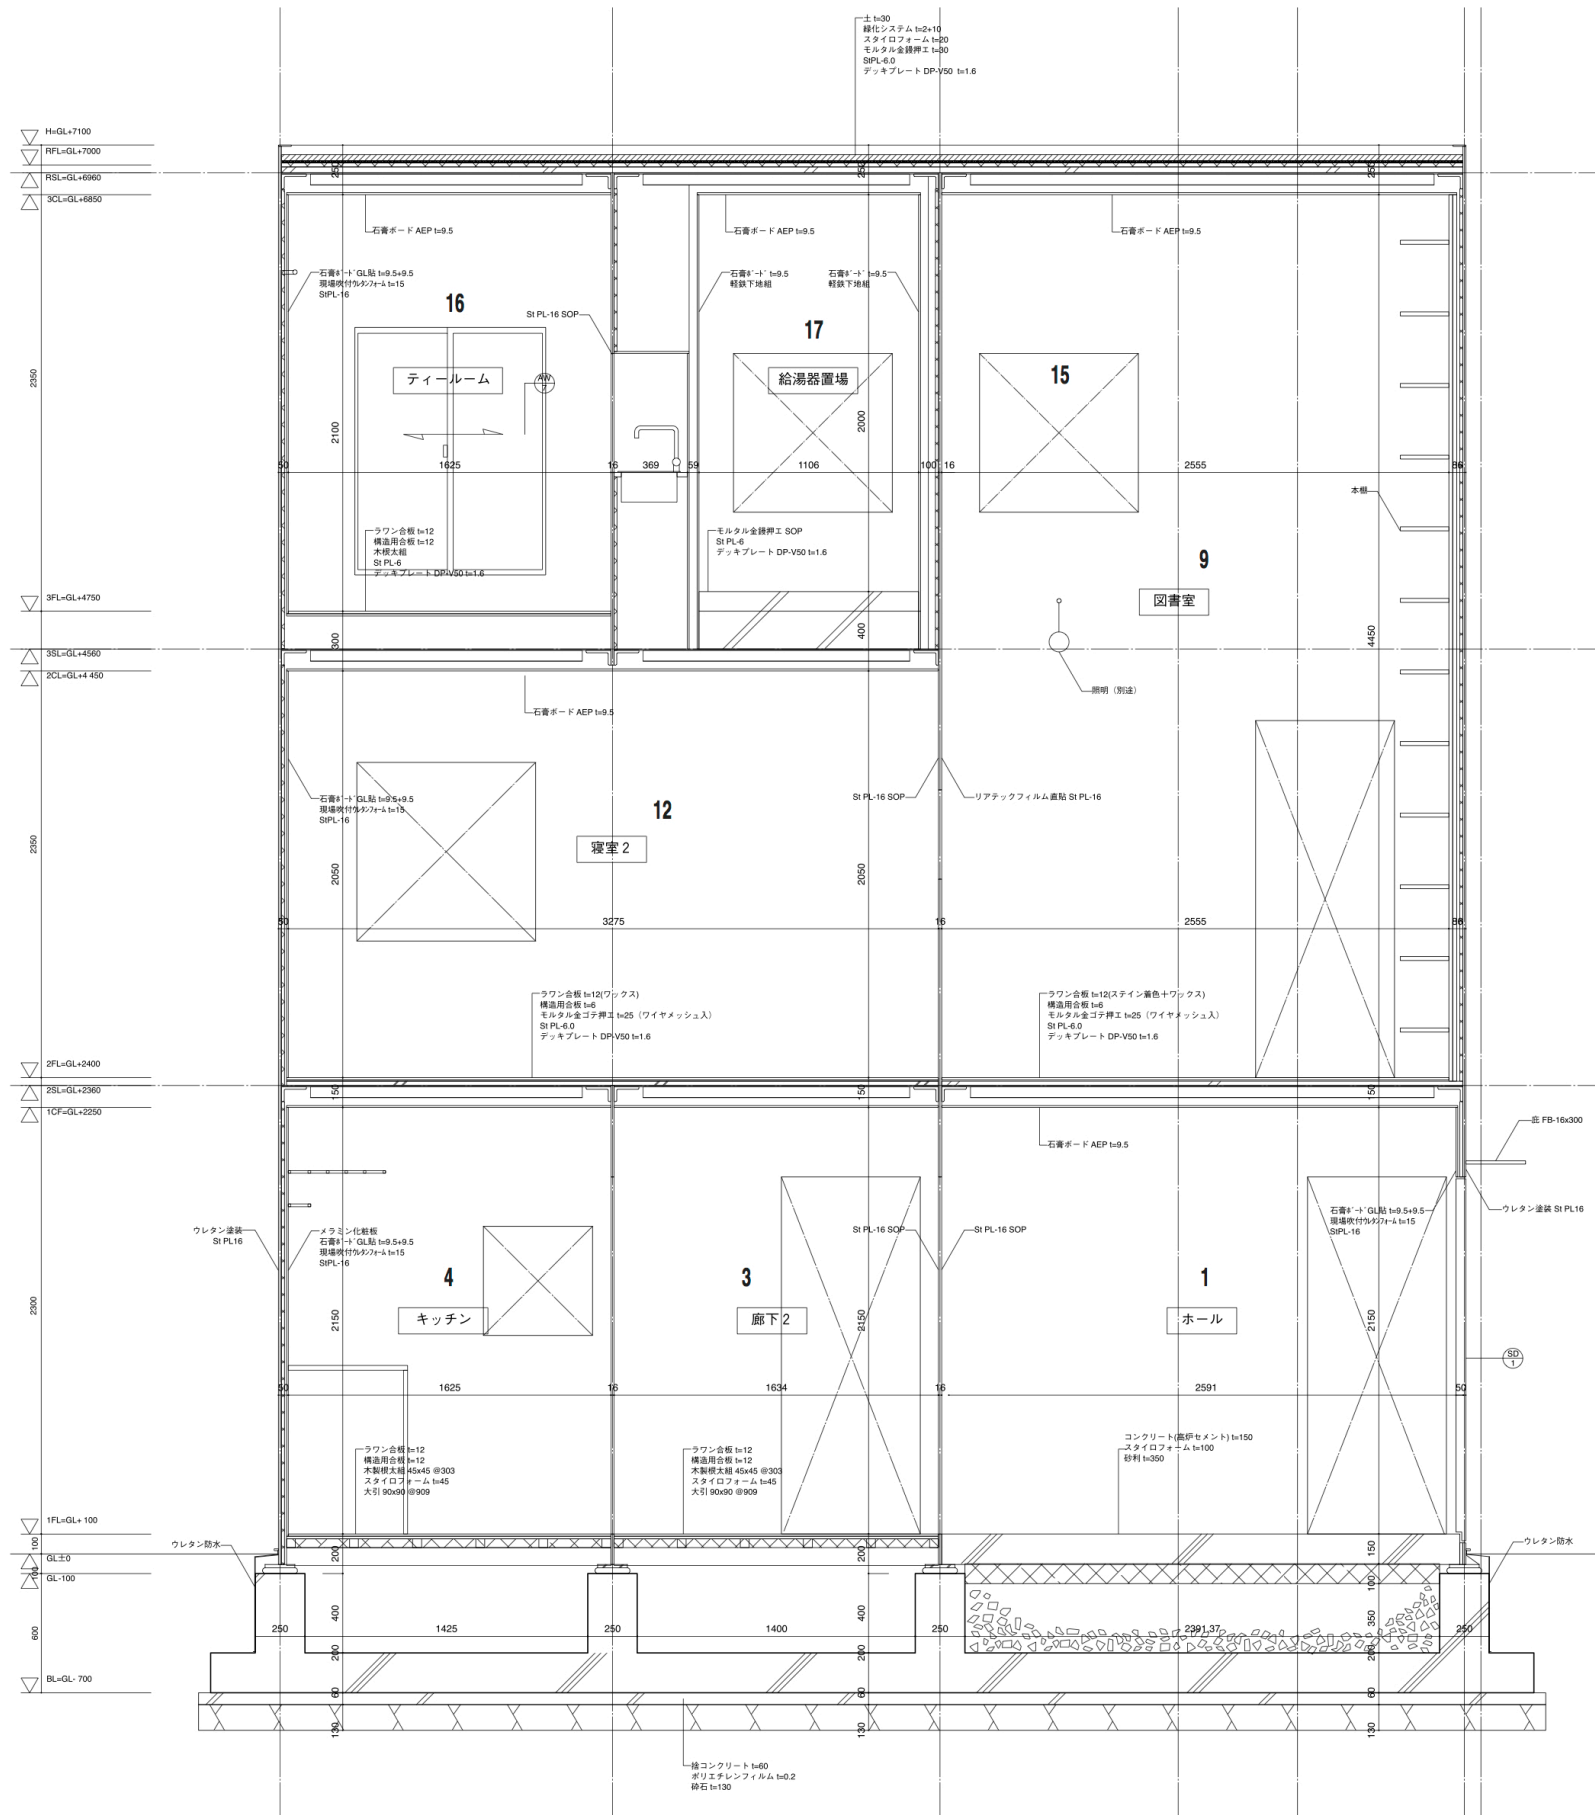 土 t=30
緑化システム t=2+10
スタイロフォーム t=20
モルタル金鏝押エ t=30
StPL-6.0
デッキプレート DP-V50 t=1.6
H=GL+7100
RFL=GL+7000
RSL=GL+6960
3CL=GL+6850
250
250
250
石膏ボード AEP t=9.5
石膏ボード AEP t=9.5
石膏ボード AEP t=9.5
石膏ﾎﾞｰﾄﾞGL貼 t=9.5+9.5
現場吹付ｳﾚﾀﾝﾌｫｰﾑ t=15
StPL-16
石膏ﾎﾞｰﾄﾞ t=9.5
軽鉄下地組
石膏ﾎﾞｰﾄﾞ t=9.5
軽鉄下地組
16
St PL-16 SOP
17
ティールーム
AW
7
給湯器置場
15
2350
2100
2000
50
1625
16
369
59
1106
100
16
2555
86
本棚
ラワン合板 t=12
構造用合板 t=12
木根太組
St PL-6
デッキプレート DP-V50 t=1.6
モルタル金鏝押エ SOP
St PL-6
デッキプレート DP-V50 t=1.6
9
図書室
3FL=GL+4750
300
400
4450
3SL=GL+4560
2CL=GL+4 450
照明（別途）
石膏ボード AEP t=9.5
石膏ﾎﾞｰﾄﾞGL貼 t=9.5+9.5
現場吹付ｳﾚﾀﾝﾌｫｰﾑ t=15
StPL-16
St PL-16 SOP
リアテックフィルム直貼 St PL-16
12
寝室 2
2350
2050
2050
50
3275
16
2555
86
ラワン合板 t=12(ワックス)
構造用合板 t=6
モルタル金ゴテ押エ t=25（ワイヤメッシュ入）
St PL-6.0
デッキプレート DP-V50 t=1.6
ラワン合板 t=12(ステイン着色＋ワックス)
構造用合板 t=6
モルタル金ゴテ押エ t=25（ワイヤメッシュ入）
St PL-6.0
デッキプレート DP-V50 t=1.6
2FL=GL+2400
2SL=GL+2360
1CF=GL+2250
150
150
150
石膏ボード AEP t=9.5
庇 FB-16x300
ウレタン塗装
St PL16
メラミン化粧板
石膏ﾎﾞｰﾄﾞGL貼 t=9.5+9.5
現場吹付ｳﾚﾀﾝﾌｫｰﾑ t=15
StPL-16
St PL-16 SOP
St PL-16 SOP
石膏ﾎﾞｰﾄﾞGL貼 t=9.5+9.5
現場吹付ｳﾚﾀﾝﾌｫｰﾑ t=15
StPL-16
ウレタン塗装 St PL16
4
キッチン
3
廊下 2
1
ホール
2300
2150
2150
2150
SD
1
50
1625
16
1634
16
2591
50
ラワン合板 t=12
構造用合板 t=12
木製根太組 45x45 @303
スタイロフォーム t=45
大引 90x90 @909
ラワン合板 t=12
構造用合板 t=12
木製根太組 45x45 @303
スタイロフォーム t=45
大引 90x90 @909
コンクリート(高炉セメント) t=150
スタイロフォーム t=100
砂利 t=350
1FL=GL+ 100
100
GL±0
100
GL-100
ウレタン防水
ウレタン防水
200
200
150
100
600
400
400
350
250
1425
250
1400
250
2391.37
250
200
200
200
BL=GL- 700
60
60
60
130
130
130
捨コンクリート t=60
ポリエチレンフィルム t=0.2
砕石 t=130